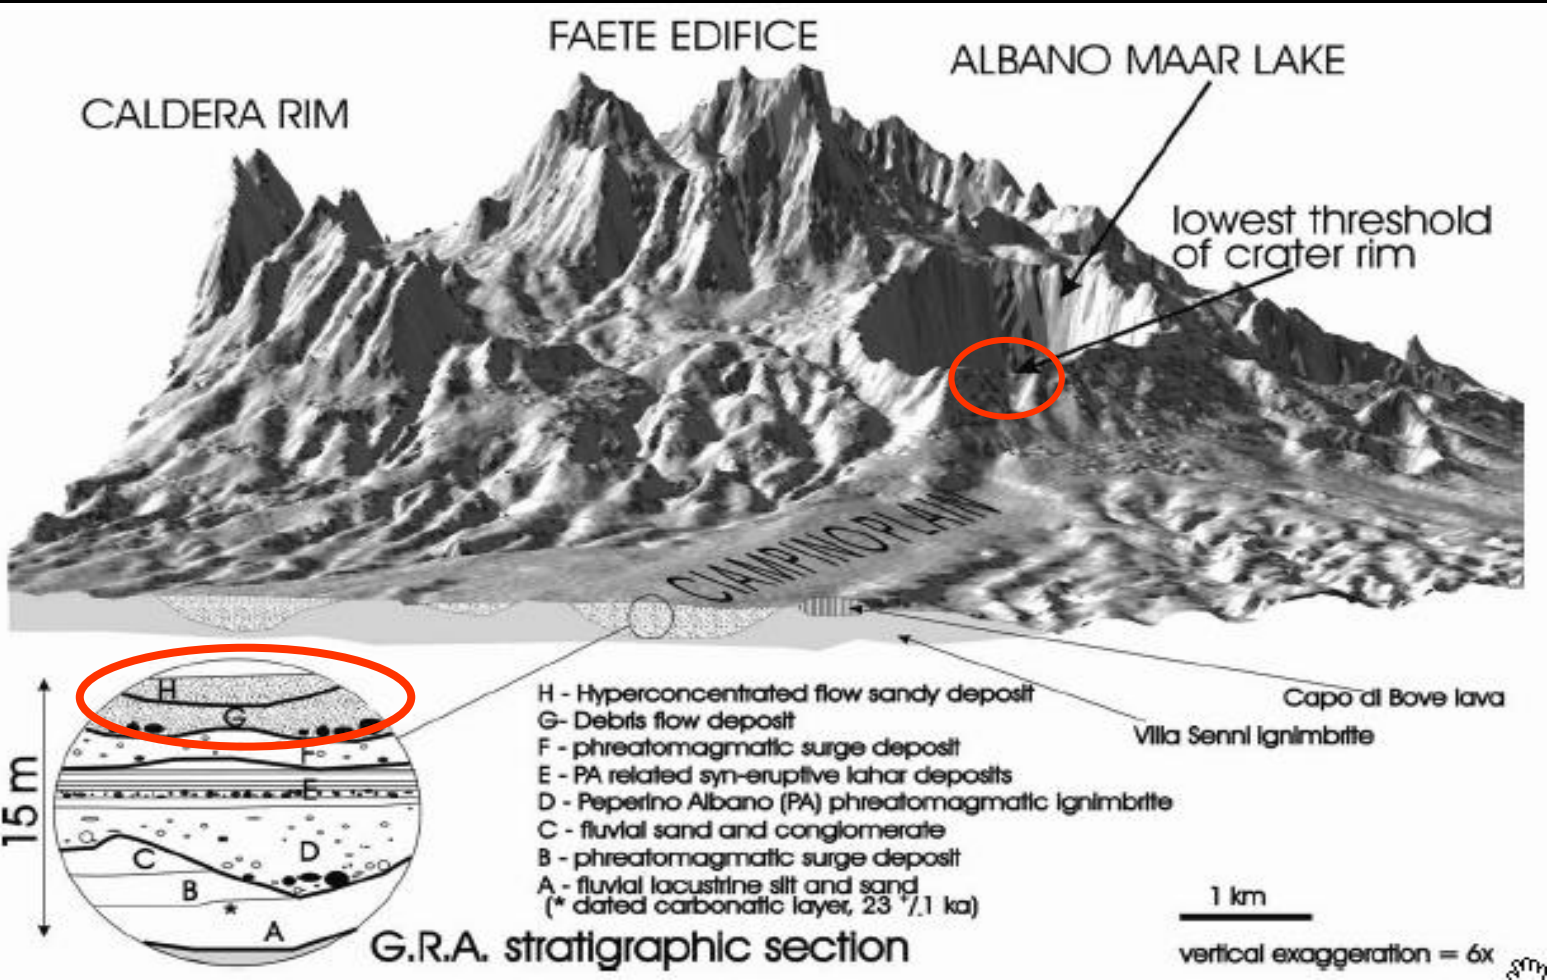 FAETE EDIFICE
ALBANO MAAR LAKE
CALDERA RIM
lowest threshold
of crater rim
CIAMPINO PLAIN
H
G
F
E
D
C
B
*
A
15 m
H - Hyperconcentrated flow sandy deposit
G- Debris flow deposit
F - phreatomagmatic surge deposit
E - PA related syn-eruptive lahar deposits
D - Peperino Albano (PA) phreatomagmatic ignimbrite
C - fluvial sand and conglomerate
B - phreatomagmatic surge deposit
A - fluvial lacustrine silt and sand
(* dated carbonatic layer, 23 +/.1 ka)
Capo di Bove lava
Villa Senni ignimbrite
G.R.A. stratigraphic section
1 km
vertical exaggeration = 6x